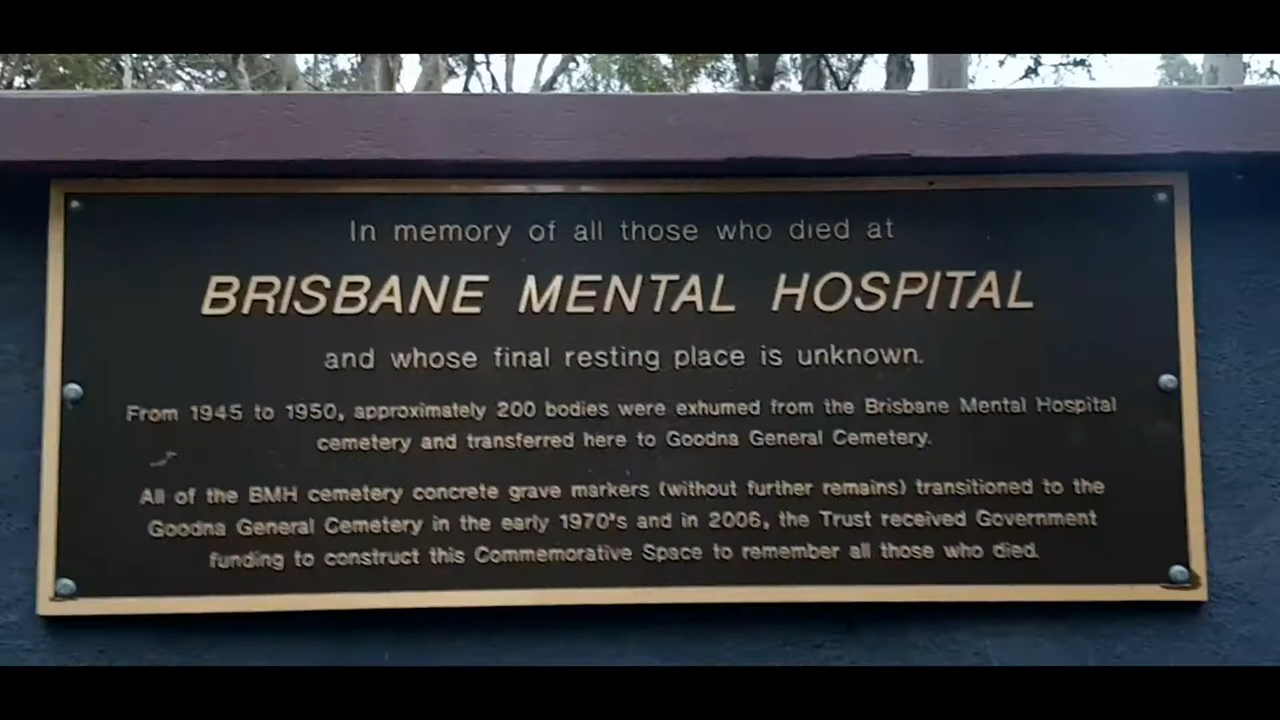 In memory of all those who died at
BRISBANE MENTAL HOSPITAL
and whose final resting place is unknown.
From 1945 to 1950, approximately 200 bodies were exhumed from the Brisbane Mental Hospital
cemetery and transferred here to Goodna General Cemetery.
All of the BMH cemetery concrete grave markers (without further remains) transitioned to the
Goodna General Cemetery in the early 1970's and in 2006, the Trust received Government
funding to construct this Commemorative Space to remember all those who died.